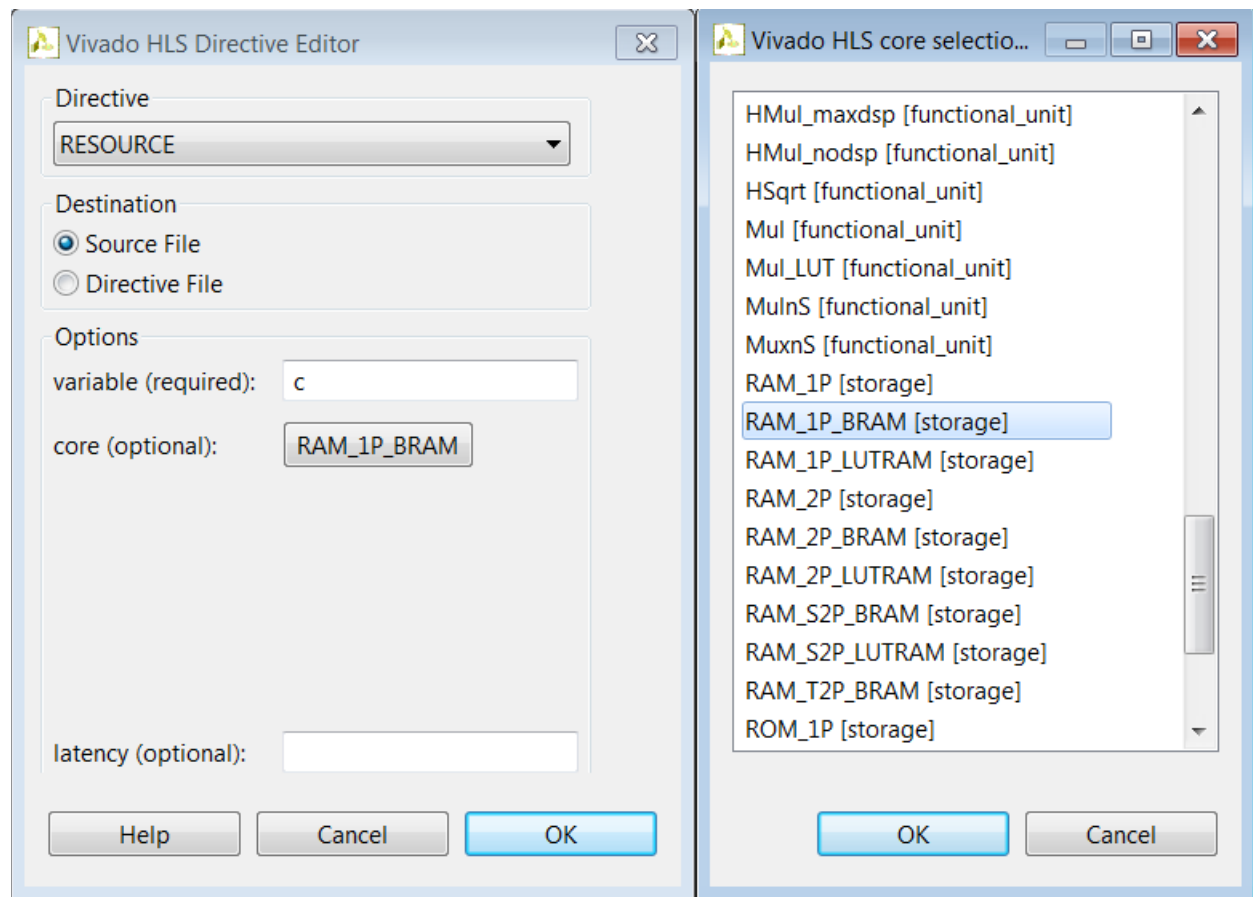 Vivado HLS Directive Editor
Directive
RESOURCE
Destination
Source File
Directive File
Options
variable (required): c
core (optional): RAM_1P_BRAM
latency (optional):
Help Cancel OK
Vivado HLS core selectio...
HMul_maxdsp [functional_unit]
HMul_nodsp [functional_unit]
HSqrt [functional_unit]
Mul [functional_unit]
Mul_LUT [functional_unit]
MulnS [functional_unit]
MuxnS [functional_unit]
RAM_1P [storage]
RAM_1P_BRAM [storage]
RAM_1P_LUTRAM [storage]
RAM_2P [storage]
RAM_2P_BRAM [storage]
RAM_2P_LUTRAM [storage]
RAM_S2P_BRAM [storage]
RAM_S2P_LUTRAM [storage]
RAM_T2P_BRAM [storage]
ROM_1P [storage]
OK Cancel